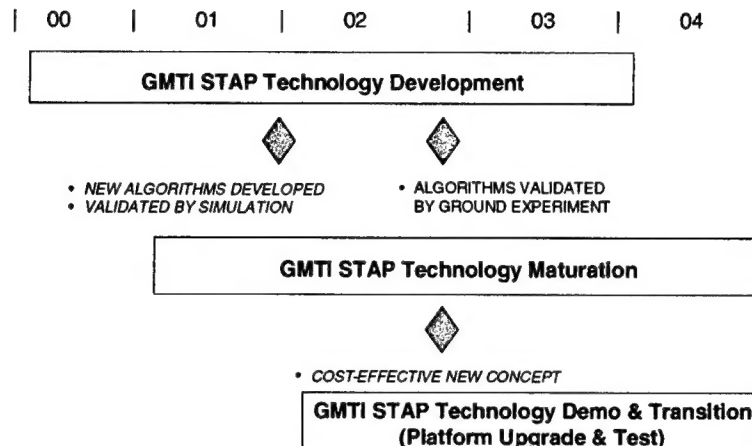 | 00 | 01 | 02 | 03 | 04
GMTI STAP Technology Development
• NEW ALGORITHMS DEVELOPED
• VALIDATED BY SIMULATION
• ALGORITHMS VALIDATED
BY GROUND EXPERIMENT
GMTI STAP Technology Maturation
• COST-EFFECTIVE NEW CONCEPT
GMTI STAP Technology Demo & Transition
(Platform Upgrade & Test)